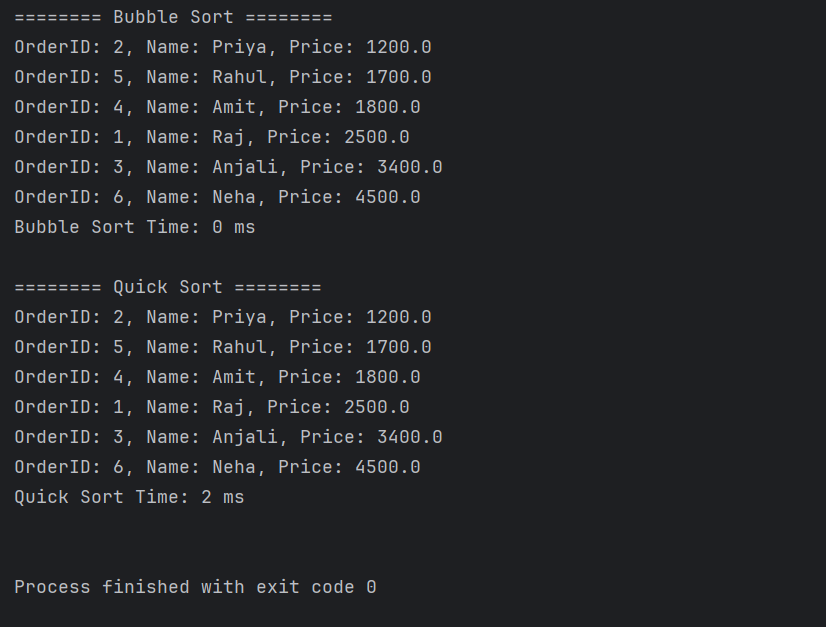 ======== Bubble Sort ========
OrderID: 2, Name: Priya, Price: 1200.0
OrderID: 5, Name: Rahul, Price: 1700.0
OrderID: 4, Name: Amit, Price: 1800.0
OrderID: 1, Name: Raj, Price: 2500.0
OrderID: 3, Name: Anjali, Price: 3400.0
OrderID: 6, Name: Neha, Price: 4500.0
Bubble Sort Time: 0 ms
======== Quick Sort ========
OrderID: 2, Name: Priya, Price: 1200.0
OrderID: 5, Name: Rahul, Price: 1700.0
OrderID: 4, Name: Amit, Price: 1800.0
OrderID: 1, Name: Raj, Price: 2500.0
OrderID: 3, Name: Anjali, Price: 3400.0
OrderID: 6, Name: Neha, Price: 4500.0
Quick Sort Time: 2 ms
Process finished with exit code 0